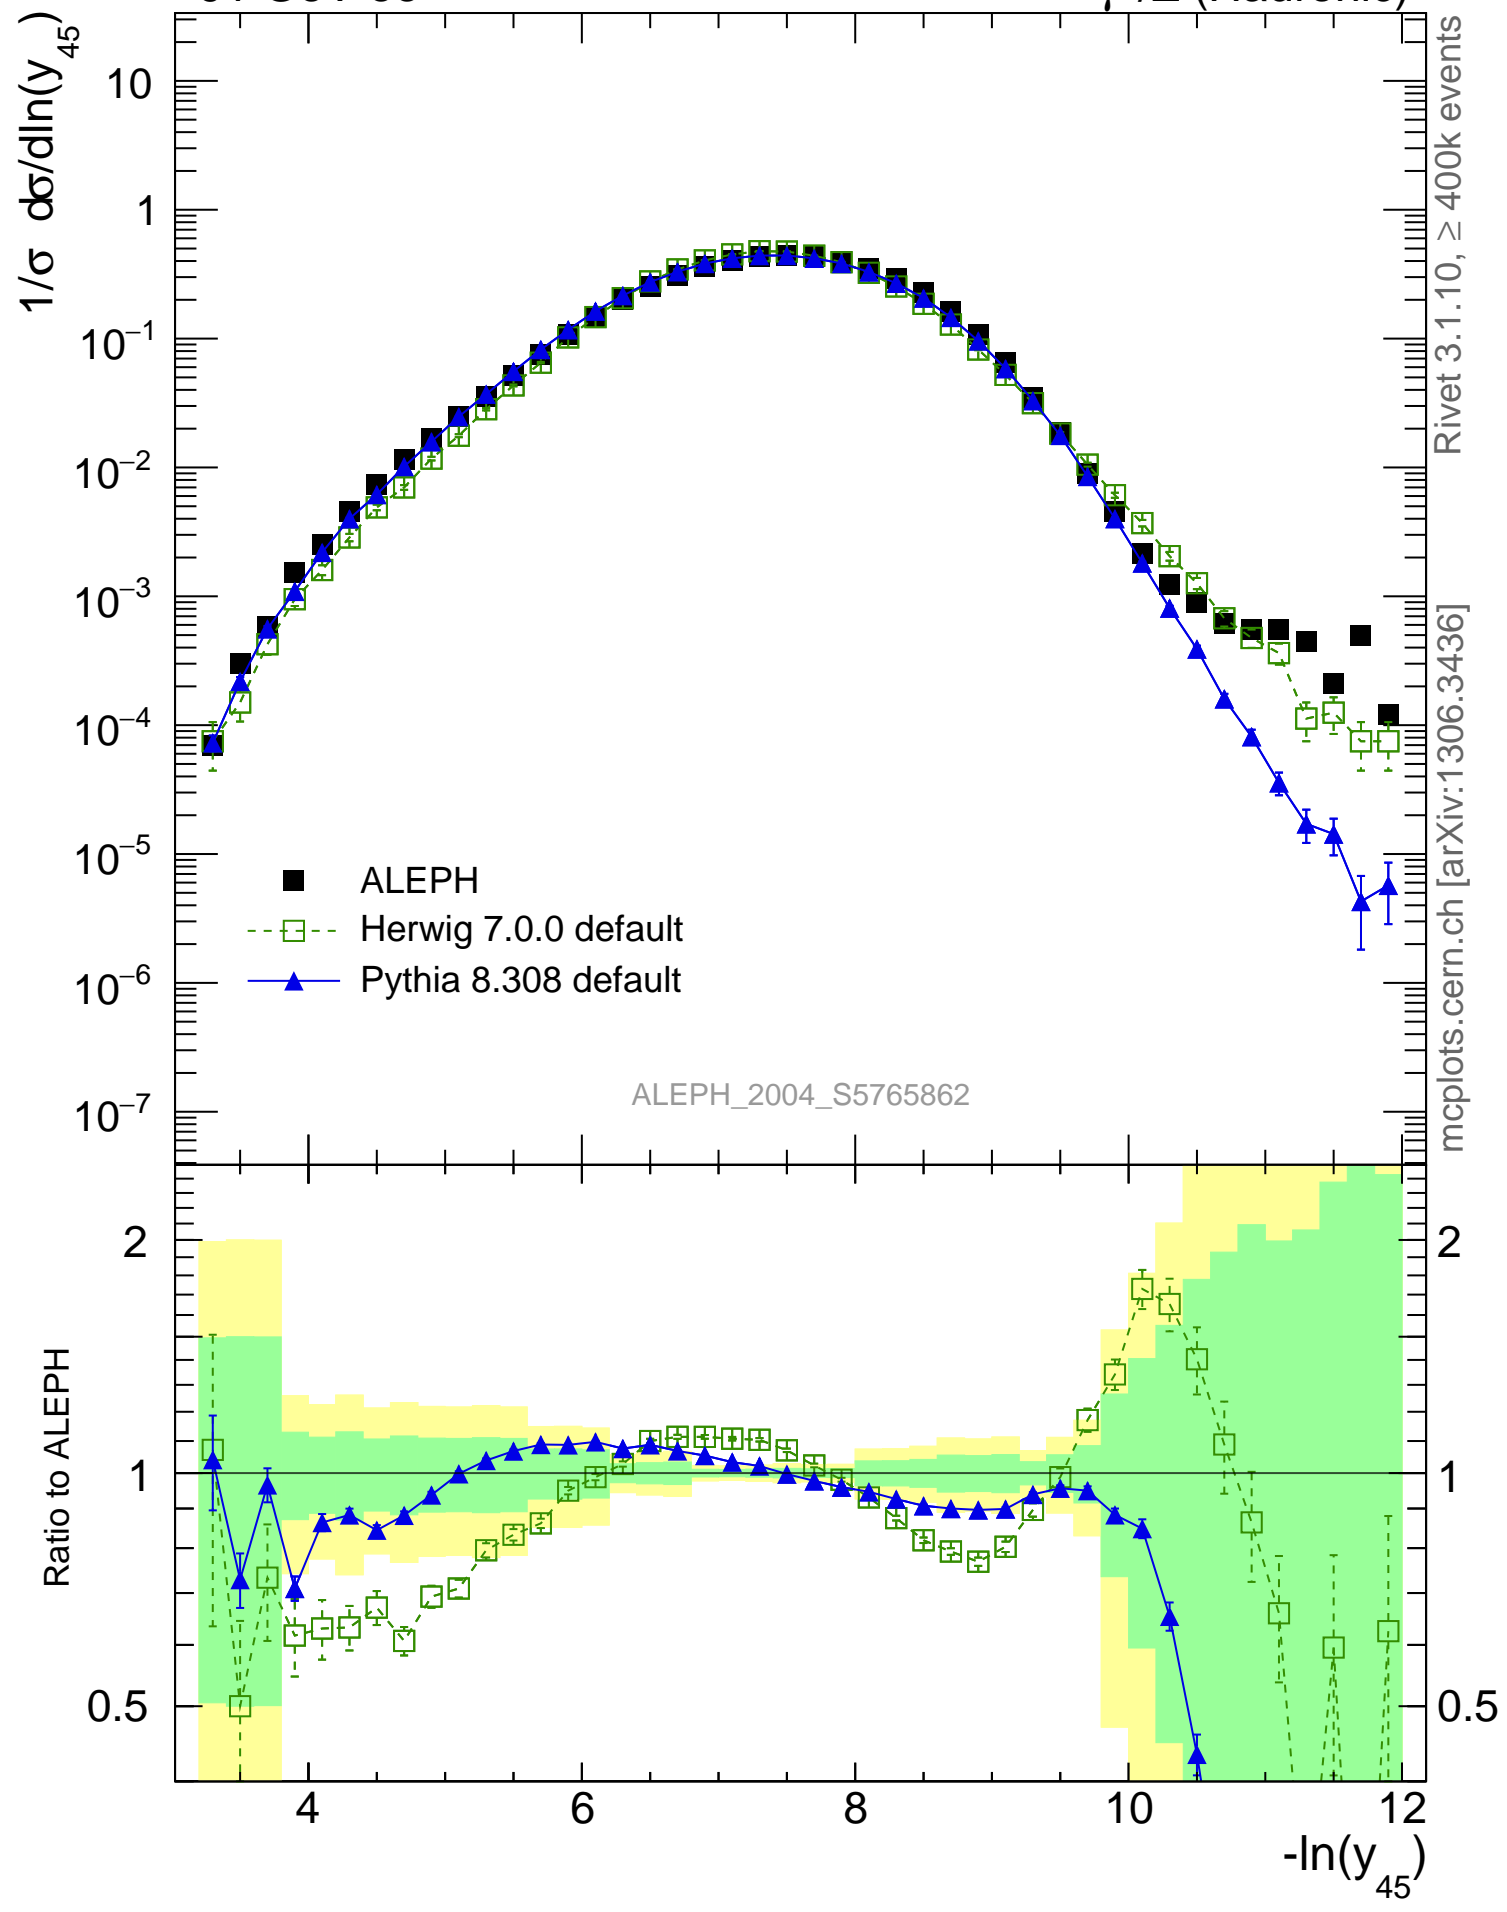 1/σ dσ/dln(y45)
10
1
10−1
10−2
10−3
10−4
10−5
10−6
10−7
ALEPH
Herwig 7.0.0 default
Pythia 8.308 default
ALEPH_2004_S5765862
Rivet 3.1.10, ≥ 400k events
mcplots.cern.ch [arXiv:1306.3436]
Ratio to ALEPH
2
1
0.5
2
1
0.5
4 6 8 10 12
-ln(y45)